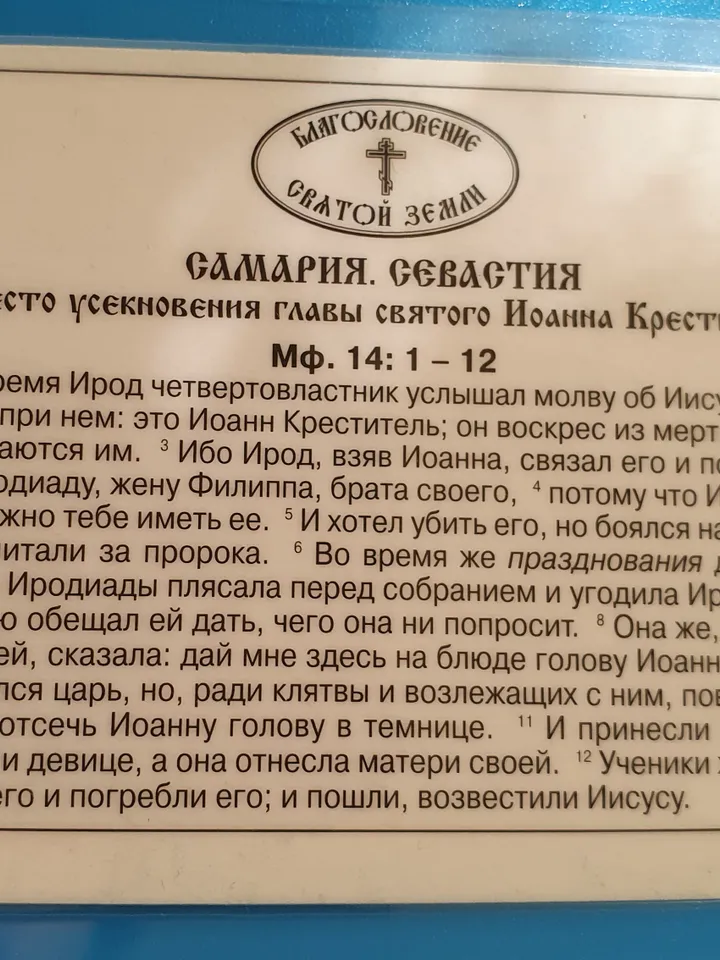 БЛАГОСЛОВЕНИЕ
СВЯТОЙ ЗЕМЛИ
САМАРИЯ. СЕВАСТИЯ
есто усекновения главы святого Иоанна Крест
Мф. 14: 1 – 12
ремя Ирод четвертовластник услышал молву об Иису
при нем: это Иоанн Креститель; он воскрес из мерт
аются им. ³ Ибо Ирод, взяв Иоанна, связал его и по
одиаду, жену Филиппа, брата своего, ⁴ потому что И
жно тебе иметь ее. ⁵ И хотел убить его, но боялся на
читали за пророка. ⁶ Во время же празднования д
Иродиады плясала перед собранием и угодила Ир
ю обещал ей дать, чего она ни попросит. ⁸ Она же,
ей, сказала: дай мне здесь на блюде голову Иоанн
лся царь, но, ради клятвы и возлежащих с ним, пов
отсечь Иоанну голову в темнице. ¹¹ И принесли
и девице, а она отнесла матери своей. ¹² Ученики ж
его и погребли его; и пошли, возвестили Иисусу.